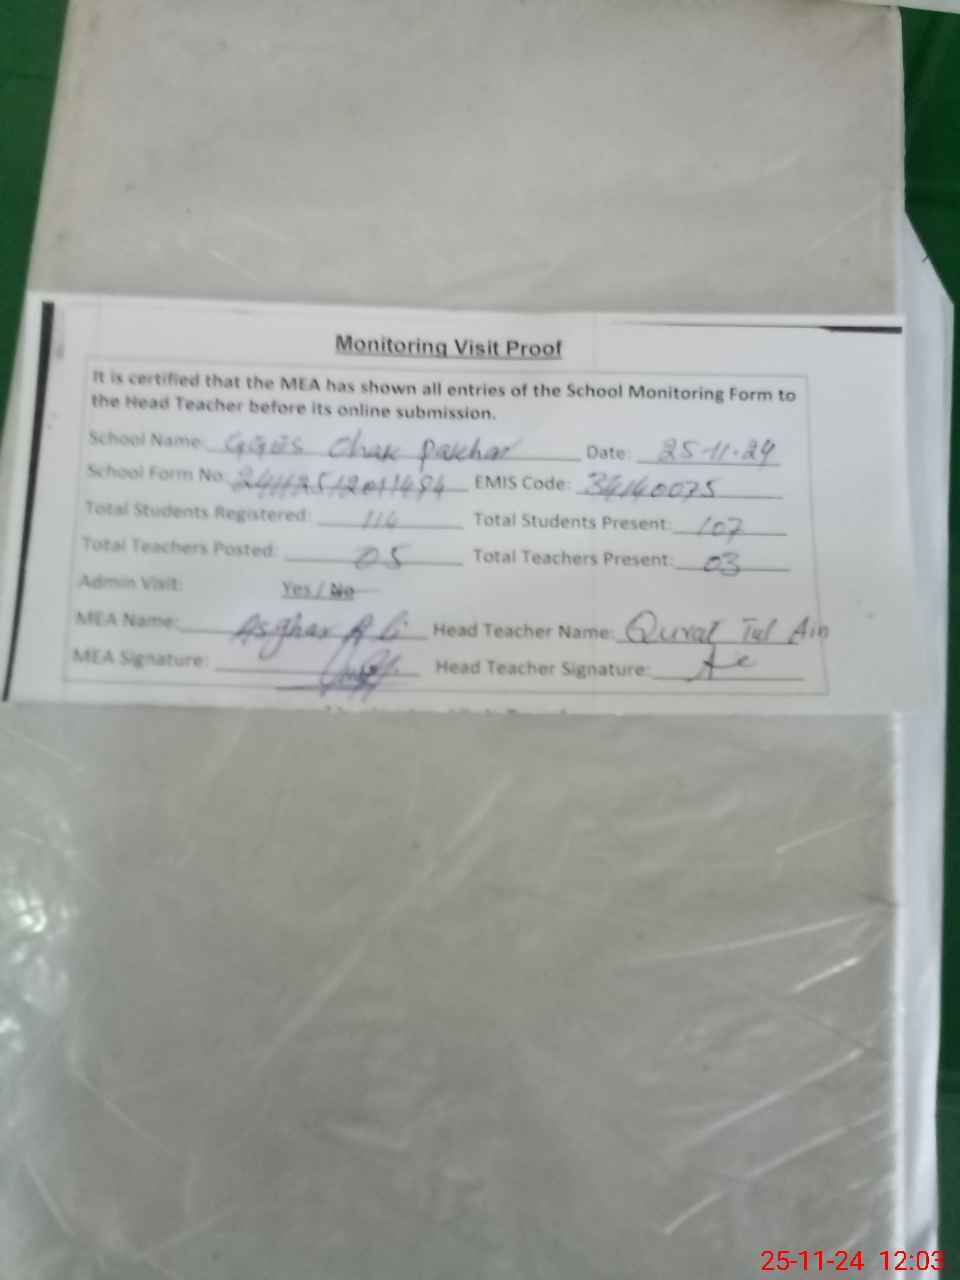 Monitoring Visit Proof
It is certified that the MEA has shown all entries of the School Monitoring Form to
the Head Teacher before its online submission.
School Name: GGES Chak Date: 25-11-24
School Form No: EMIS Code: 34140075
Total Students Registered: Total Students Present: 107
Total Teachers Posted: 05 Total Teachers Present: 03
Admin Visit: Yes / No
MEA Name: Asghar Ali Head Teacher Name: Qurat Tul Ain
MEA Signature: Head Teacher Signature:
25-11-24 12:03